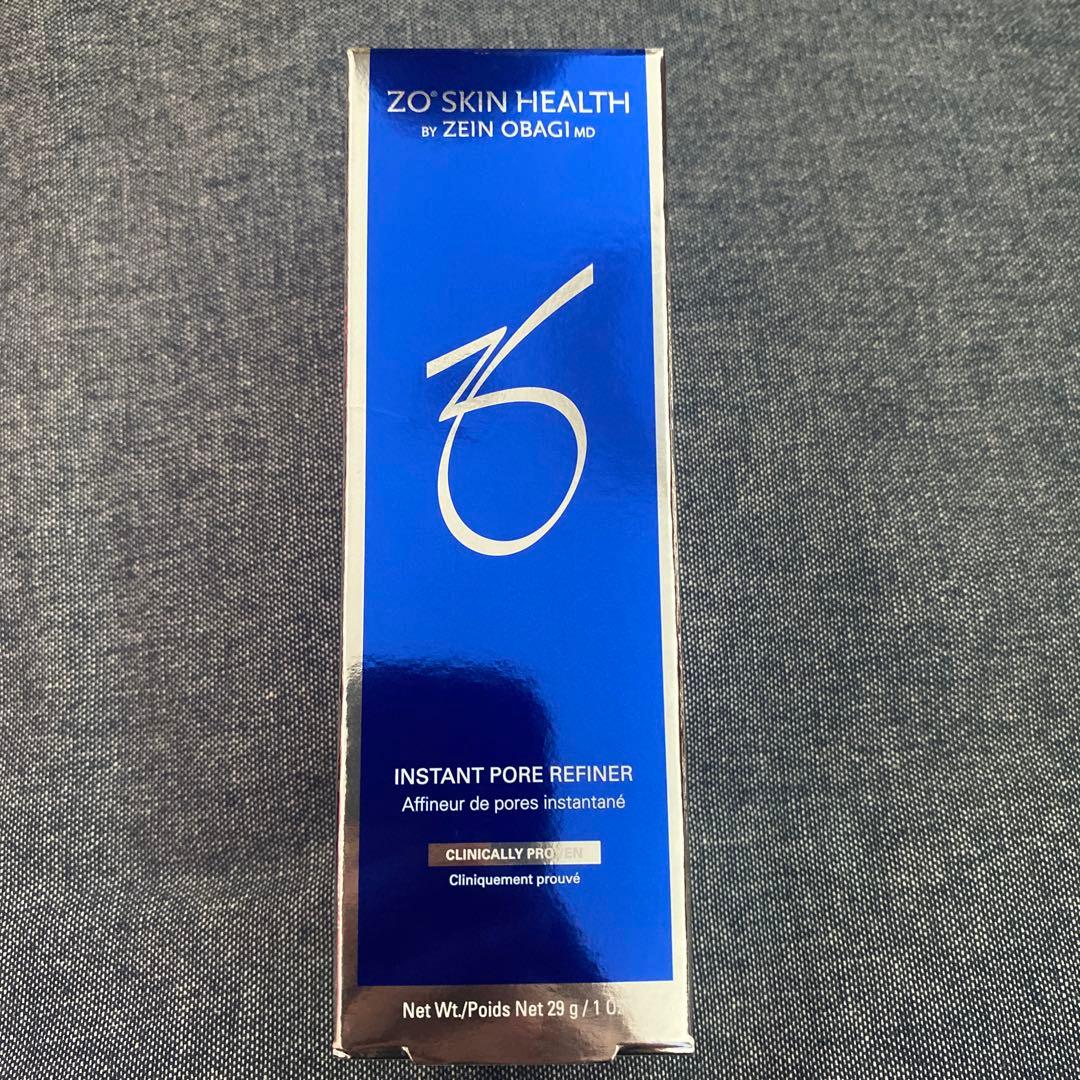 ZO® SKIN HEALTH
BY ZEIN OBAGI MD
INSTANT PORE REFINER
Affineur de pores instantané
CLINICALLY PROVEN
Cliniquement prouvé
Net Wt./Poids Net 29 g / 1 Oz